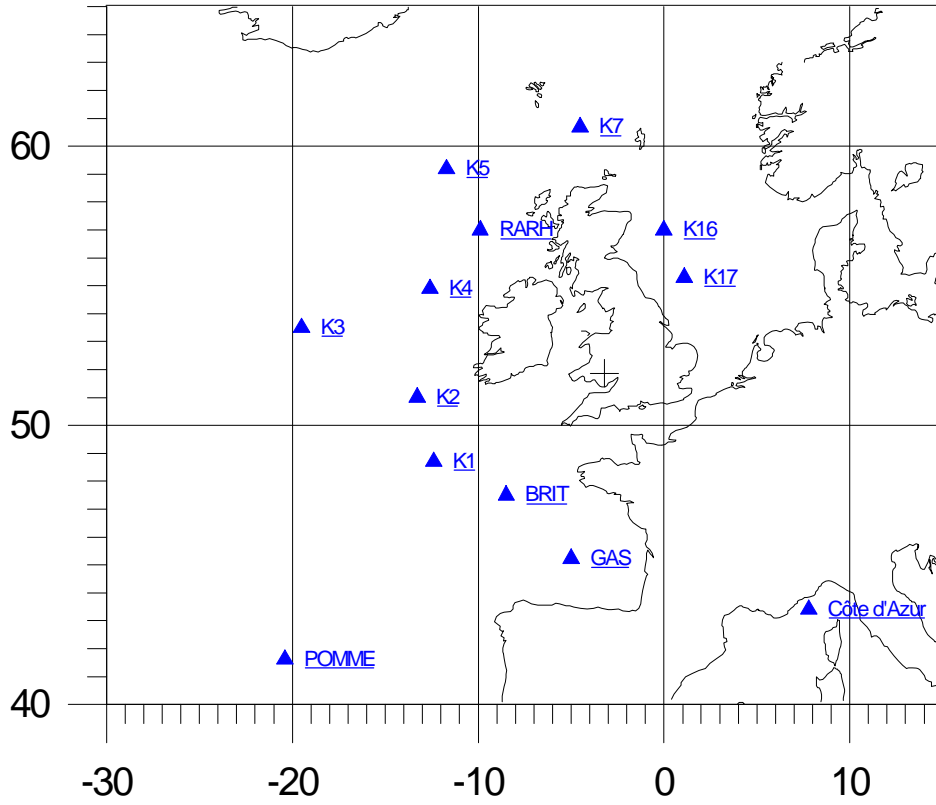 K7
60
K5
RARH
K16
K17
K4
K3
K2
50
K1
BRIT
GAS
Côte d'Azur
POMME
40
-30 -20 -10 0 10